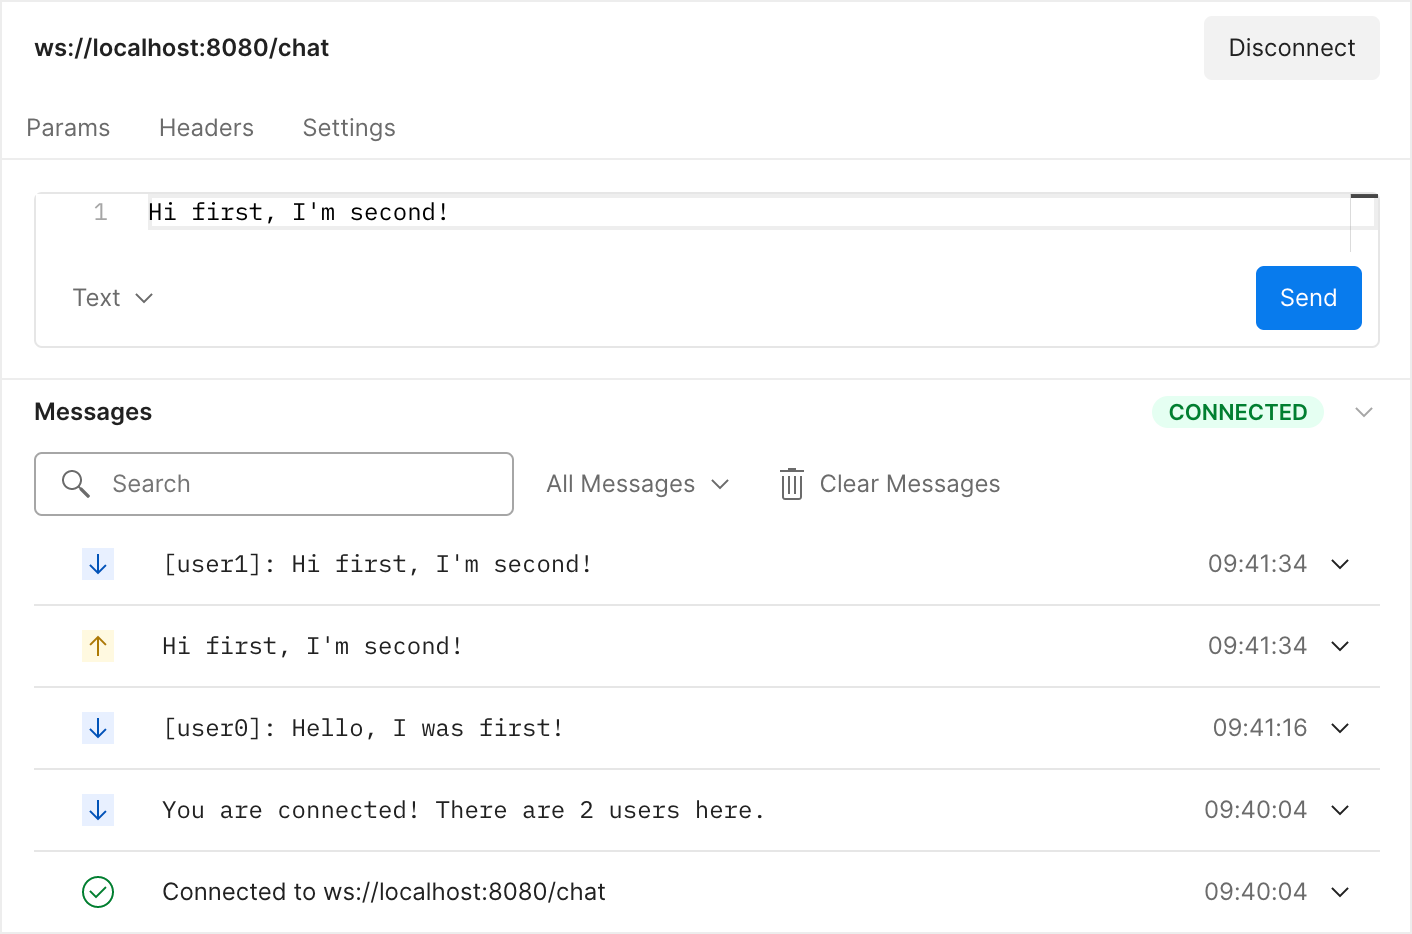 ws://localhost:8080/chat Disconnect
Params Headers Settings
1 Hi first, I'm second!
Text Send
Messages CONNECTED
Search All Messages Clear Messages
[user1]: Hi first, I'm second! 09:41:34
Hi first, I'm second! 09:41:34
[user0]: Hello, I was first! 09:41:16
You are connected! There are 2 users here. 09:40:04
Connected to ws://localhost:8080/chat 09:40:04